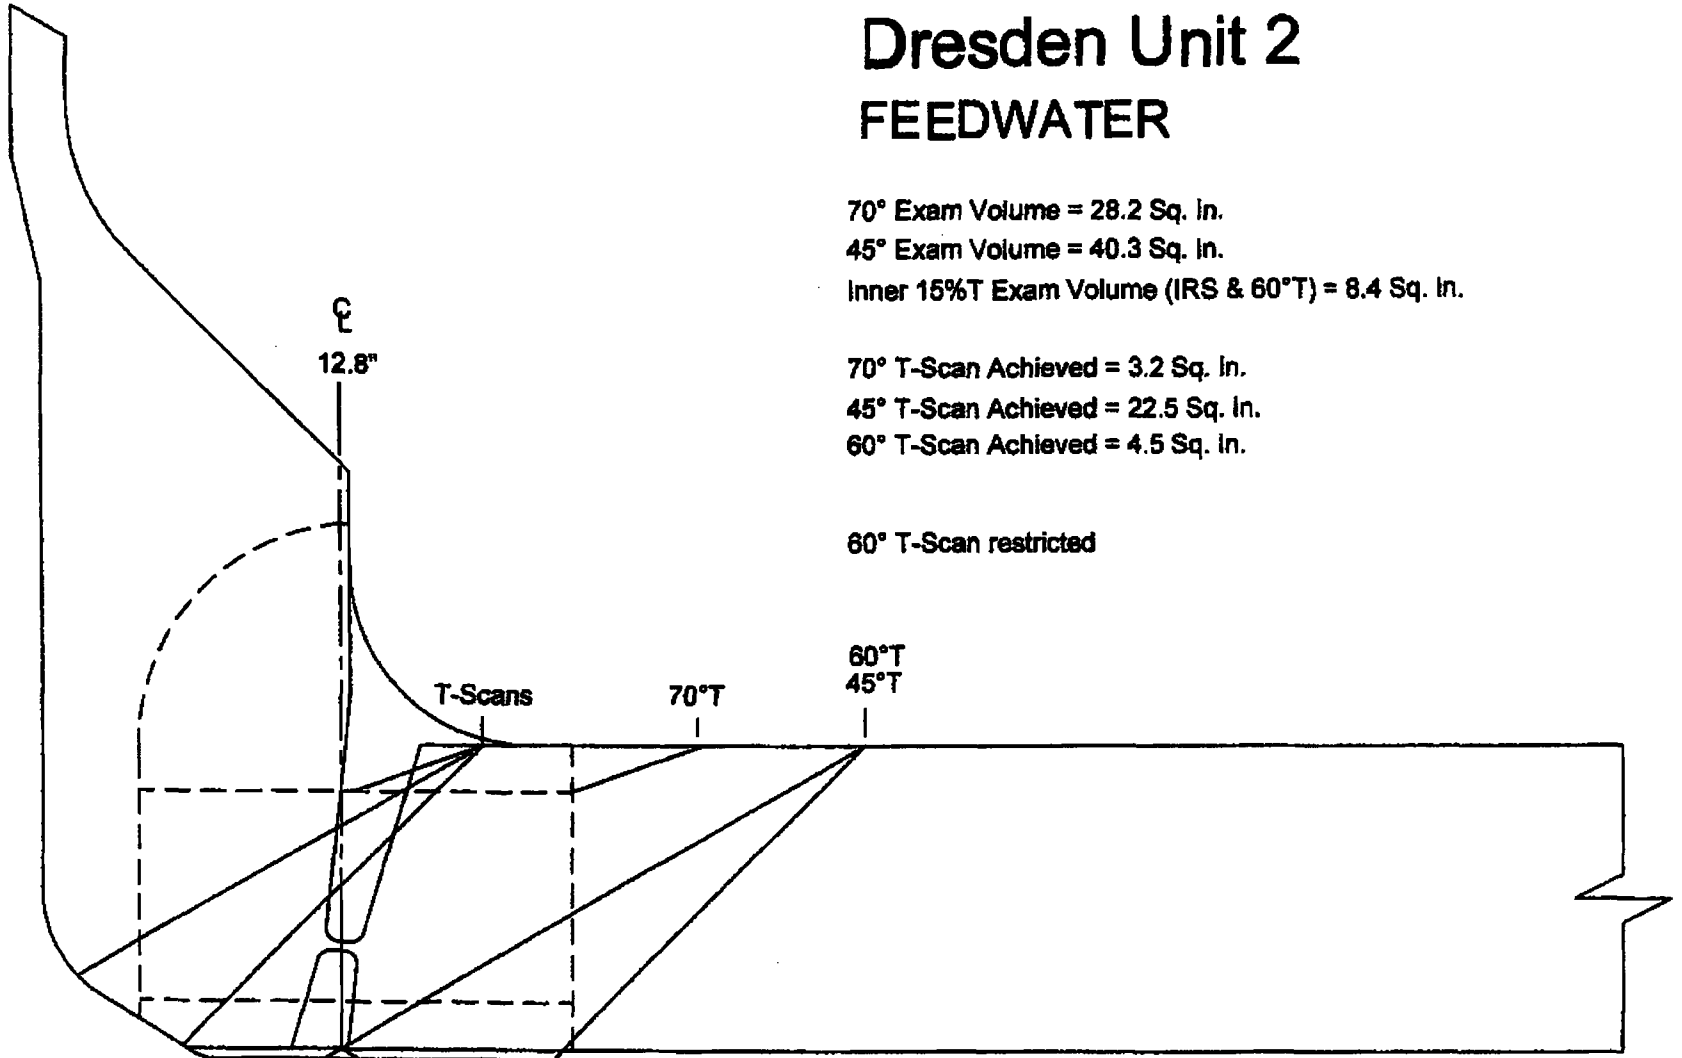 Dresden Unit 2
FEEDWATER
70° Exam Volume = 28.2 Sq. In.
45° Exam Volume = 40.3 Sq. In.
Inner 15%T Exam Volume (IRS & 60°T) = 8.4 Sq. In.
℄
12.8"
70° T-Scan Achieved = 3.2 Sq. In.
45° T-Scan Achieved = 22.5 Sq. In.
60° T-Scan Achieved = 4.5 Sq. In.
60° T-Scan restricted
60°T
45°T
T-Scans
70°T